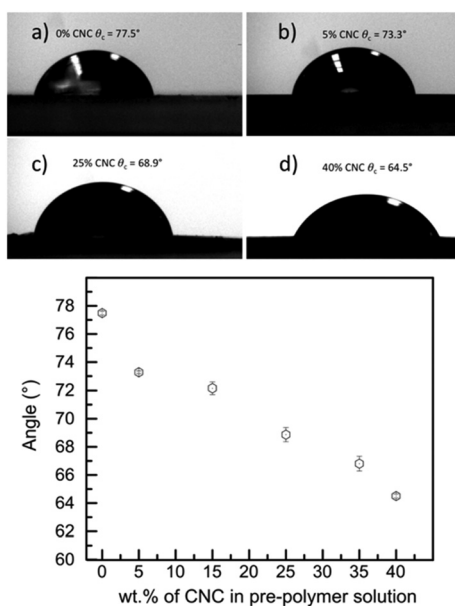 a) 0% CNC θc = 77.5°
b) 5% CNC θc = 73.3°
c) 25% CNC θc = 68.9°
d) 40% CNC θc = 64.5°
78
76
74
72
70
68
66
64
62
60
Angle (°)
0 5 10 15 20 25 30 35 40
wt.% of CNC in pre-polymer solution